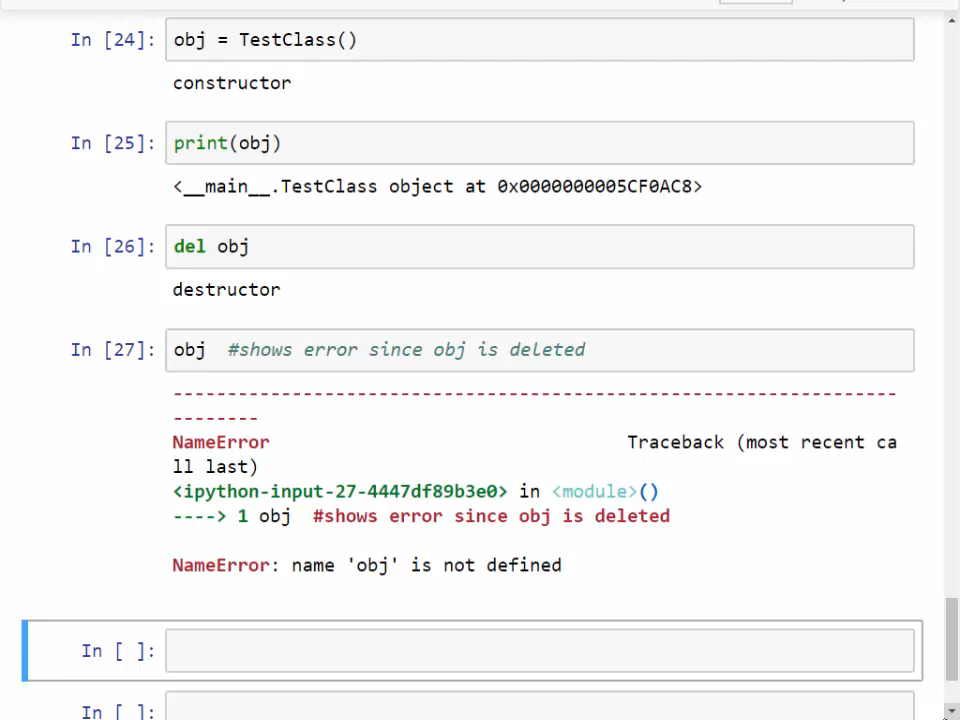 In [24]: obj = TestClass()
constructor
In [25]: print(obj)
<__main__.TestClass object at 0x0000000005CF0AC8>
In [26]: del obj
destructor
In [27]: obj  #shows error since obj is deleted
---------------------------------------------------------------------------
NameError                                 Traceback (most recent ca
ll last)
<ipython-input-27-4447df89b3e0> in <module>()
----> 1 obj  #shows error since obj is deleted
NameError: name 'obj' is not defined
In [ ]:
In [ ]: